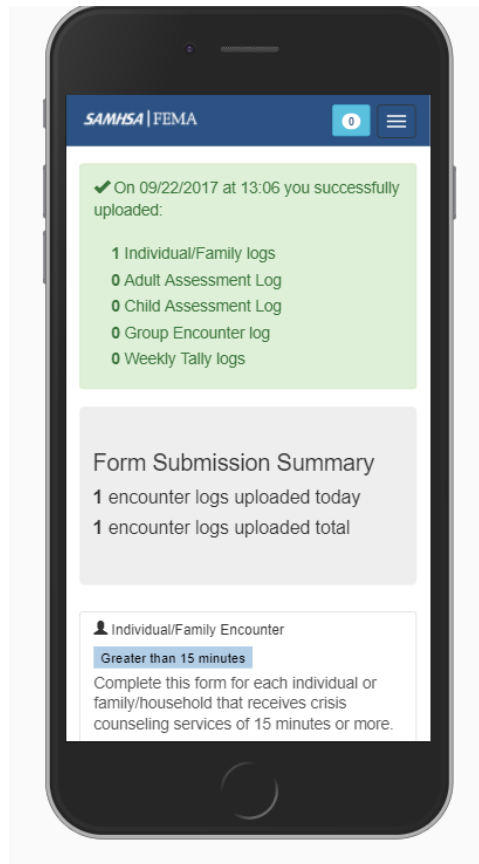 SAMHSA | FEMA
0
✔ On 09/22/2017 at 13:06 you successfully
uploaded:
1 Individual/Family logs
0 Adult Assessment Log
0 Child Assessment Log
0 Group Encounter log
0 Weekly Tally logs
Form Submission Summary
1 encounter logs uploaded today
1 encounter logs uploaded total
Individual/Family Encounter
Greater than 15 minutes
Complete this form for each individual or
family/household that receives crisis
counseling services of 15 minutes or more.